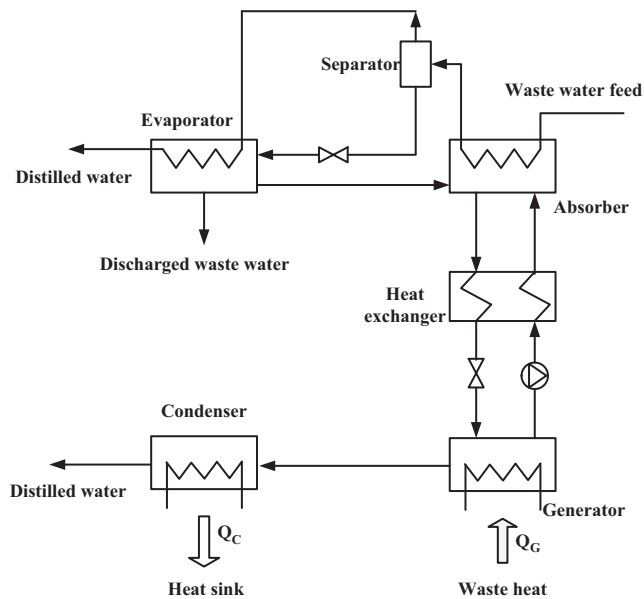 Separator
Waste water feed
Evaporator
Distilled water
Absorber
Discharged waste water
Heat
exchanger
Condenser
Distilled water
Generator
Q_C
Q_G
Heat sink
Waste heat